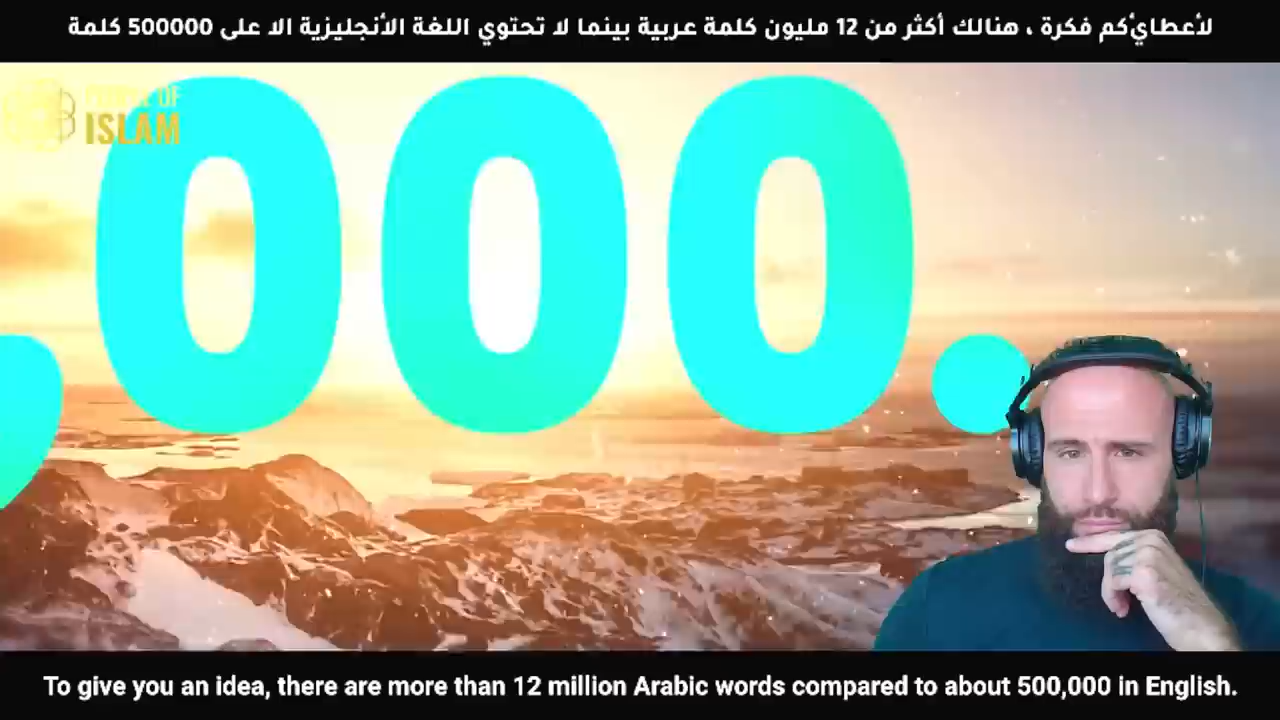 لأعطايْكم فكرة ، هنالك أكثر من 12 مليون كلمة عربية بينما لا تحتوي اللغة الأنجليزية الا على 500000 كلمة
ISLAM
,000.
To give you an idea, there are more than 12 million Arabic words compared to about 500,000 in English.